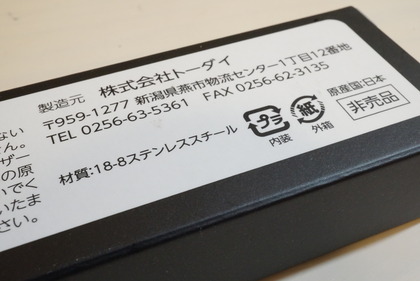 製造元 株式会社トーダイ
〒959-1277 新潟県燕市物流センター1丁目12番地
TEL 0256-63-5361 FAX 0256-62-3135
材質:18-8ステンレススチール
プラ
内装
紙
外箱
原産国:日本
非売品
ない
せん。
ザー
の原
いでく
いたま
さい。